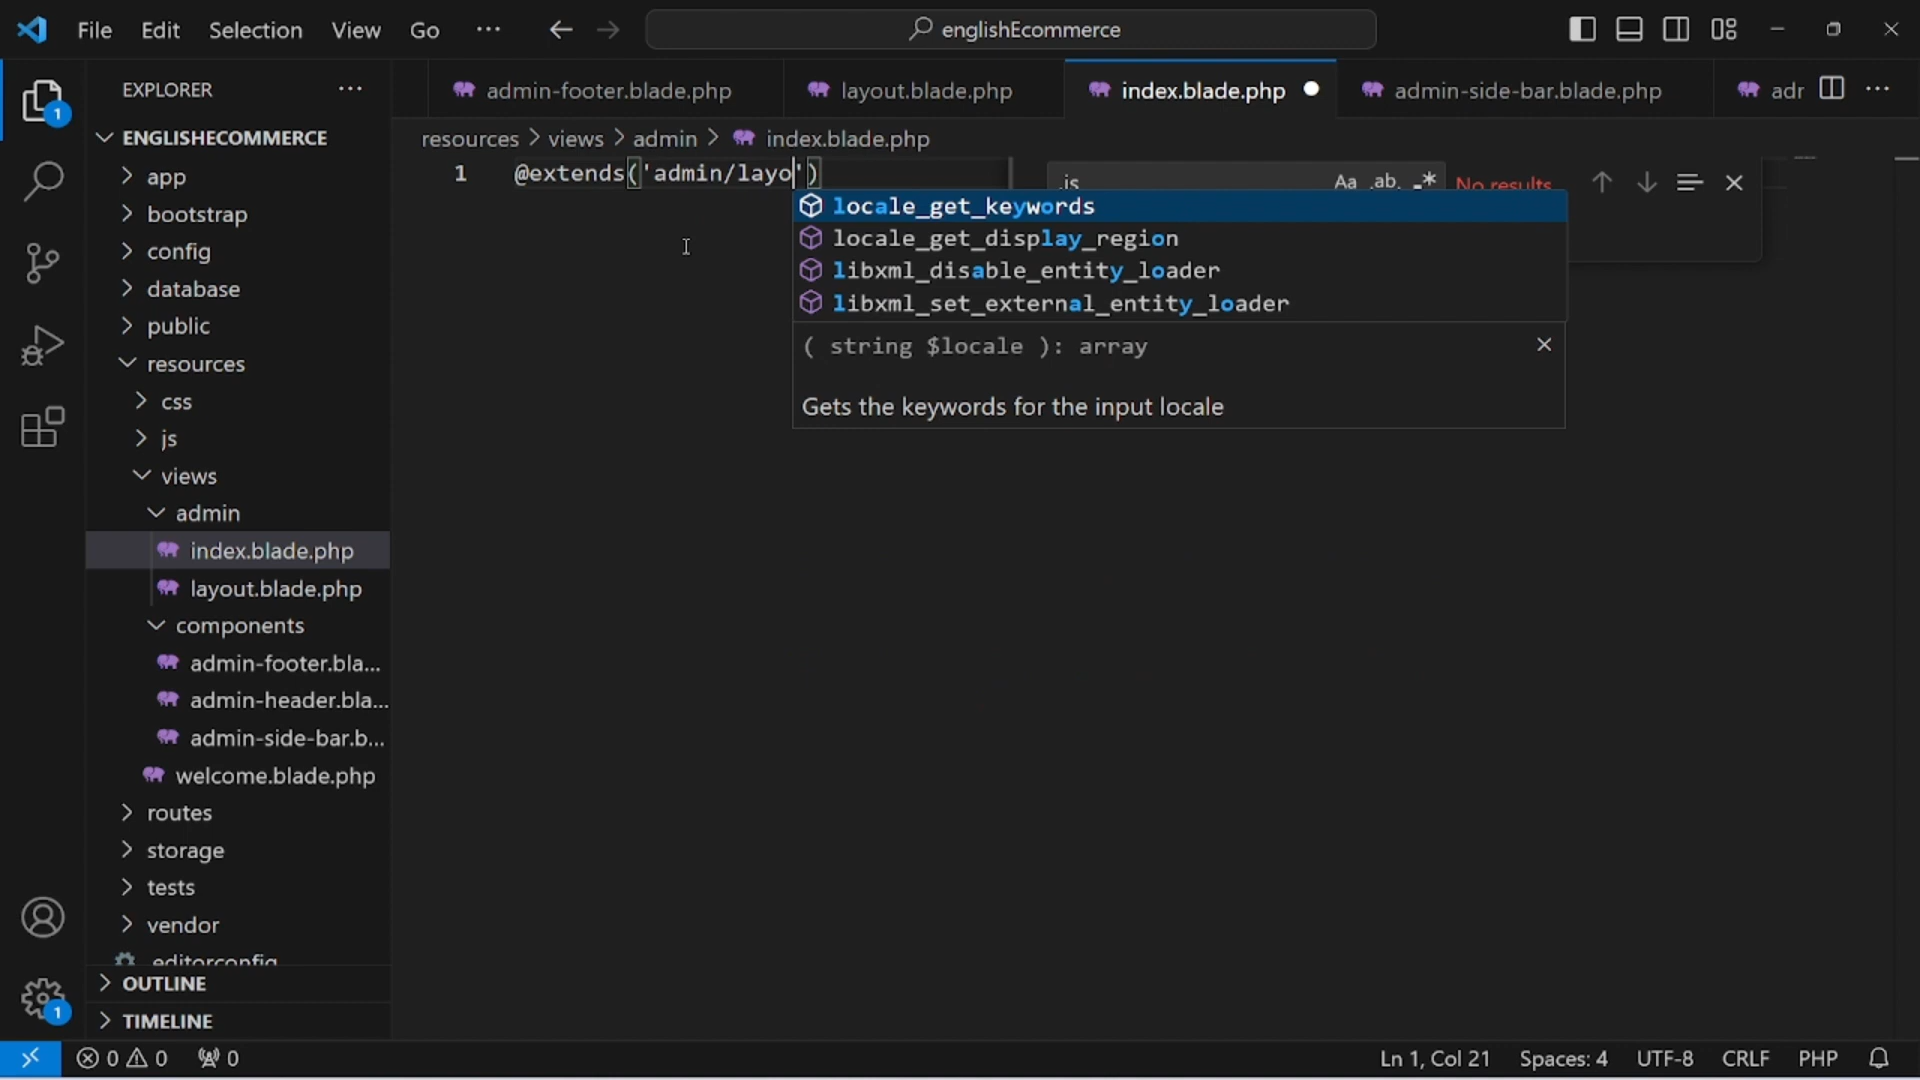 File Edit Selection View Go ··· englishEcommerce
EXPLORER ···
admin-footer.blade.php layout.blade.php index.blade.php admin-side-bar.blade.php adr ···
ENGLISHECOMMERCE
resources > views > admin > index.blade.php
1 @extends('admin/layo')
.js Aa ab .* No results
locale_get_keywords
locale_get_display_region
libxml_disable_entity_loader
libxml_set_external_entity_loader
( string $locale ): array
Gets the keywords for the input locale
app
bootstrap
config
database
public
resources
css
js
views
admin
index.blade.php
layout.blade.php
components
admin-footer.bla...
admin-header.bla...
admin-side-bar.b...
welcome.blade.php
routes
storage
tests
vendor
.editorconfig
OUTLINE
TIMELINE
1
1
0 0 0 Ln 1, Col 21 Spaces: 4 UTF-8 CRLF PHP